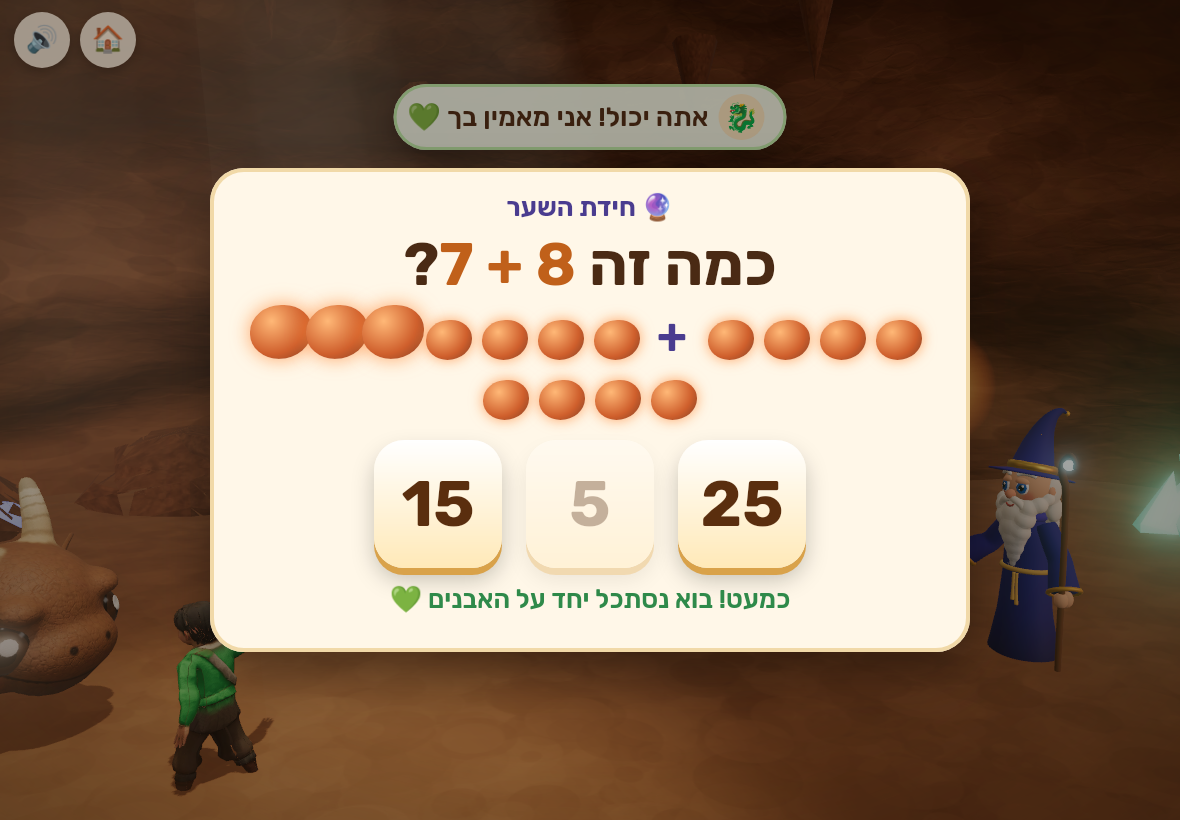 אתה יכול! אני מאמין בך 💚
🔮 חידת השער
כמה זה 8 + 7?
+
15 5 25
כמעט! בוא נסתכל יחד על האבנים 💚